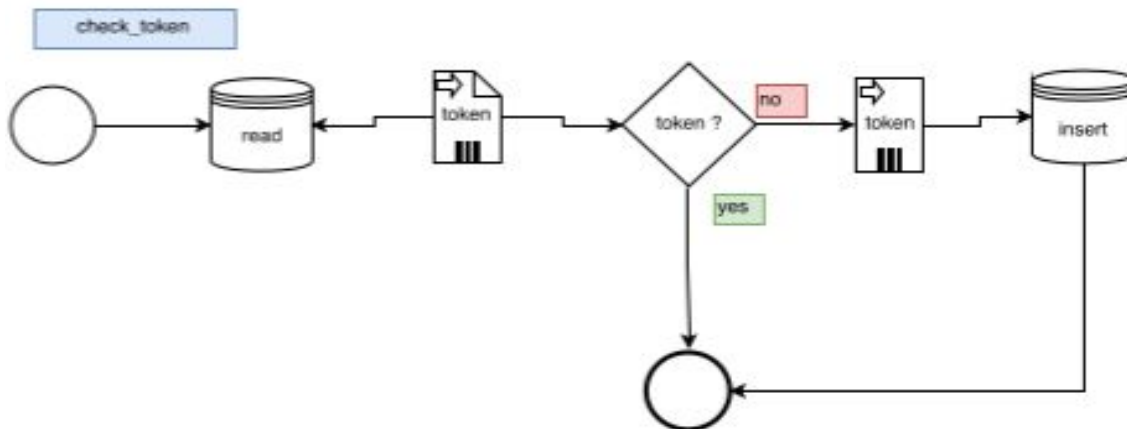 check_token
read
token
token ?
no
token
insert
yes